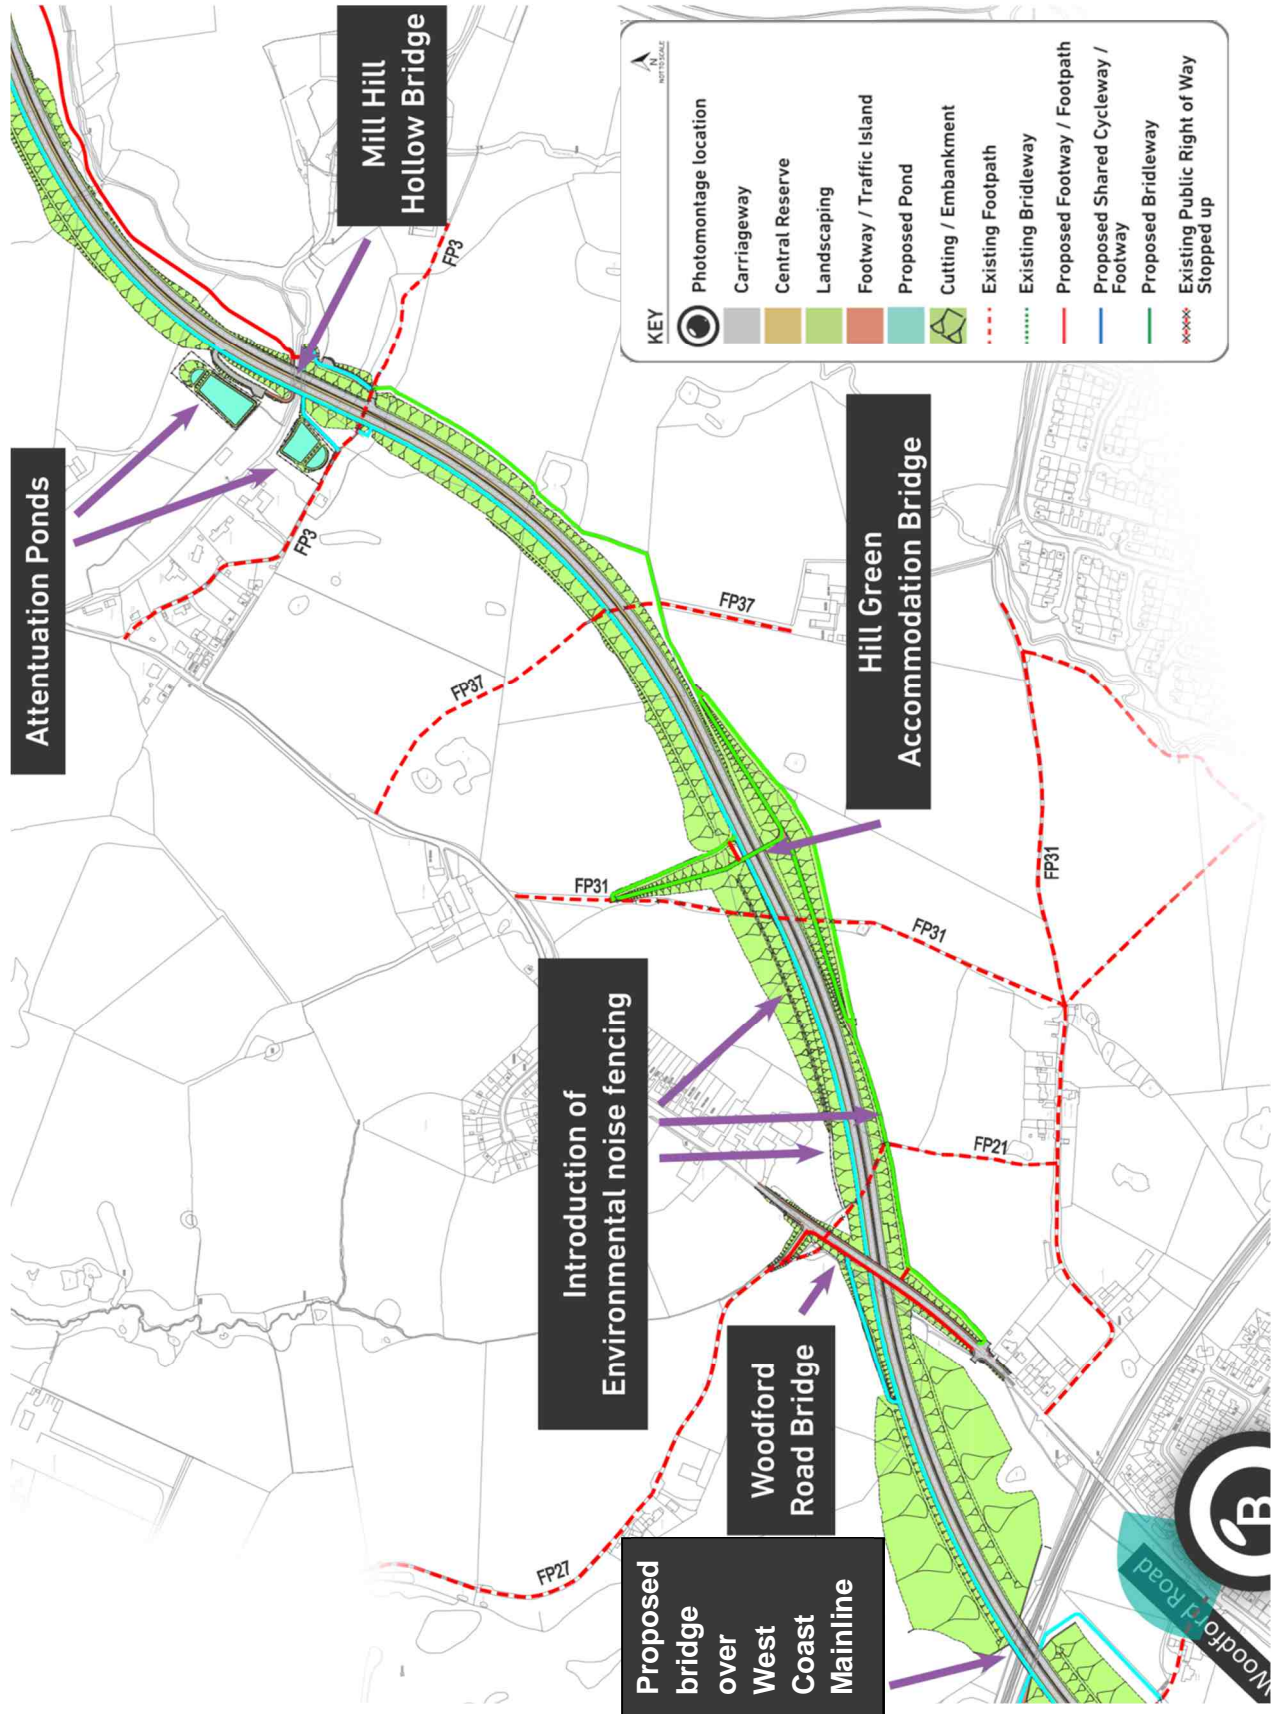 Attentuation Ponds
Mill Hill
Hollow Bridge
FP3
FP3
FP37
FP37
FP31
FP31
FP31
FP21
FP27
Hill Green
Accommodation Bridge
Introduction of
Environmental noise fencing
Woodford
Road Bridge
Proposed
bridge
over
West
Coast
Mainline
Woodford Road
B
KEY
N
NOT TO SCALE
Photomontage location
Carriageway
Central Reserve
Landscaping
Footway / Traffic Island
Proposed Pond
Cutting / Embankment
Existing Footpath
Existing Bridleway
Proposed Footway / Footpath
Proposed Shared Cycleway /
Footway
Proposed Bridleway
Existing Public Right of Way
Stopped up